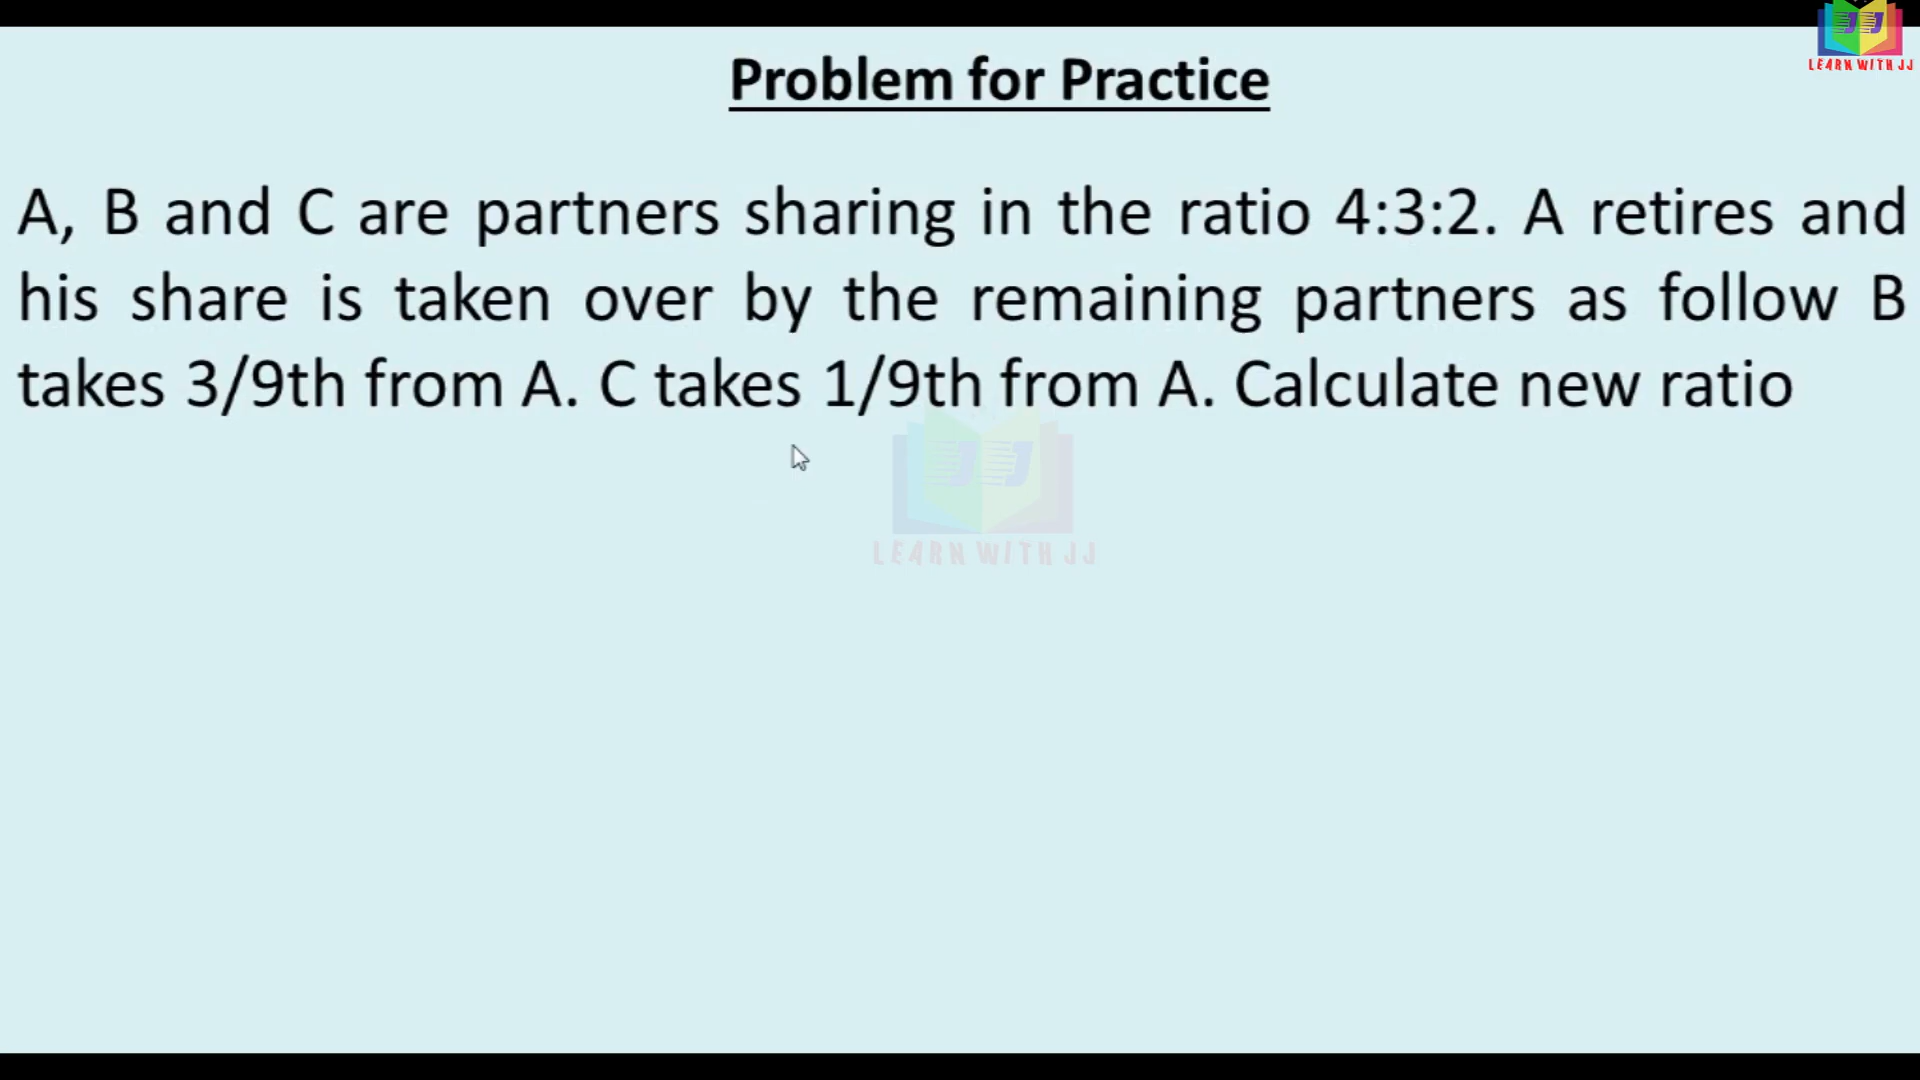 LEARN WITH JJ
Problem for Practice
A, B and C are partners sharing in the ratio 4:3:2. A retires and
his share is taken over by the remaining partners as follow B
takes 3/9th from A. C takes 1/9th from A. Calculate new ratio
JJ
LEARN WITH JJ